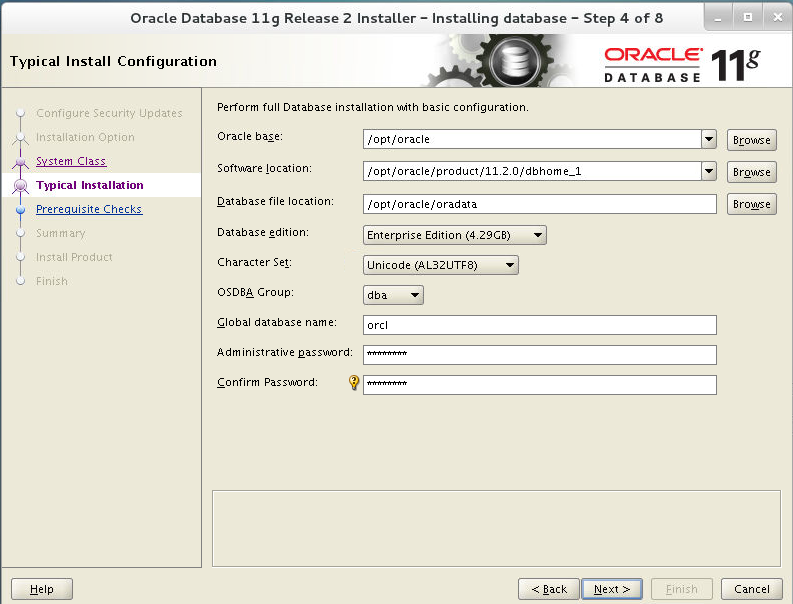 Oracle Database 11g Release 2 Installer - Installing database - Step 4 of 8
Typical Install Configuration
ORACLE
DATABASE
11g
Configure Security Updates
Installation Option
System Class
Typical Installation
Prerequisite Checks
Summary
Install Product
Finish
Perform full Database installation with basic configuration.
Oracle base: /opt/oracle Browse
Software location: /opt/oracle/product/11.2.0/dbhome_1 Browse
Database file location: /opt/oracle/oradata Browse
Database edition: Enterprise Edition (4.29GB)
Character Set: Unicode (AL32UTF8)
OSDBA Group: dba
Global database name: orcl
Administrative password: ********
Confirm Password: ********
Help < Back Next > Finish Cancel